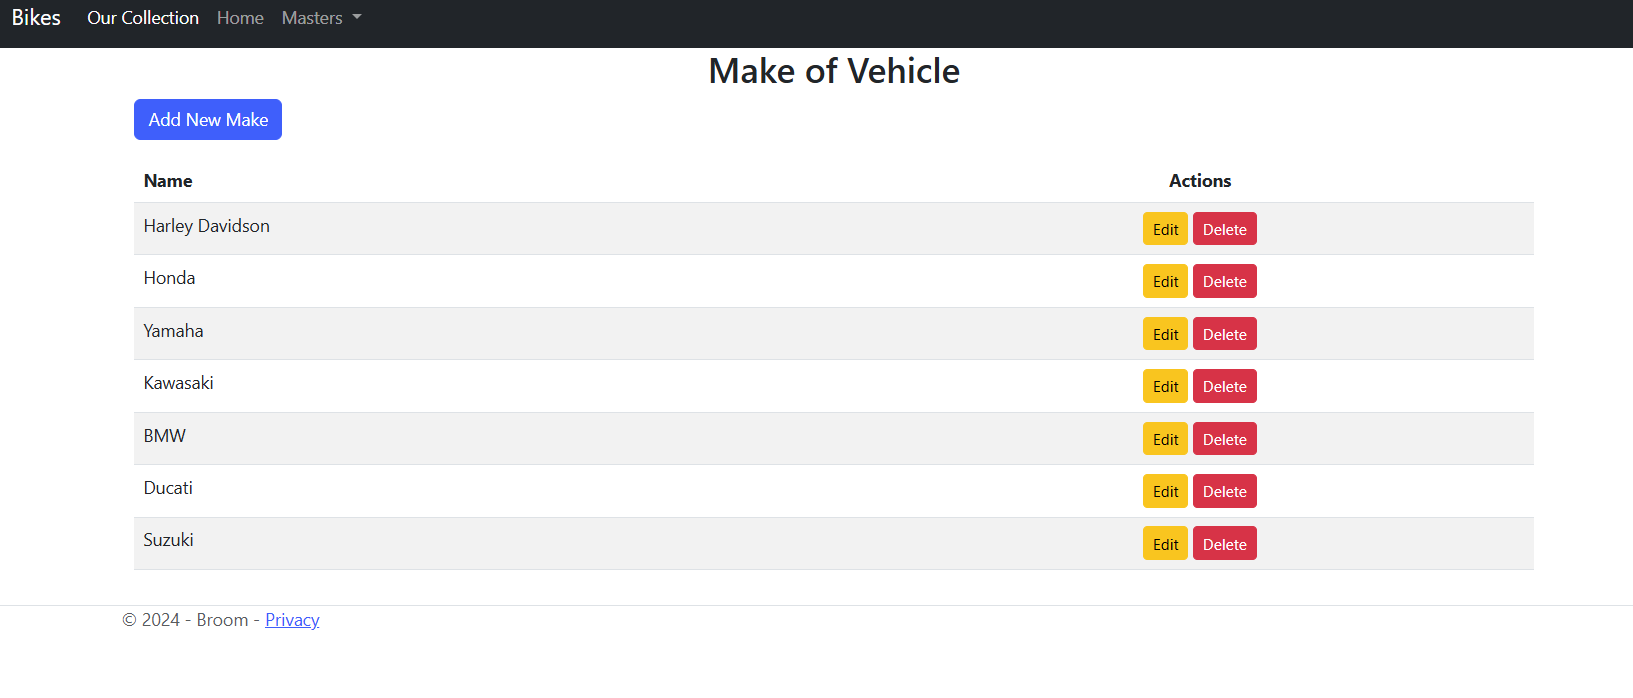 Bikes Our Collection Home Masters
Make of Vehicle
Add New Make
Name Actions
Harley Davidson Edit Delete
Honda Edit Delete
Yamaha Edit Delete
Kawasaki Edit Delete
BMW Edit Delete
Ducati Edit Delete
Suzuki Edit Delete
© 2024 - Broom - Privacy